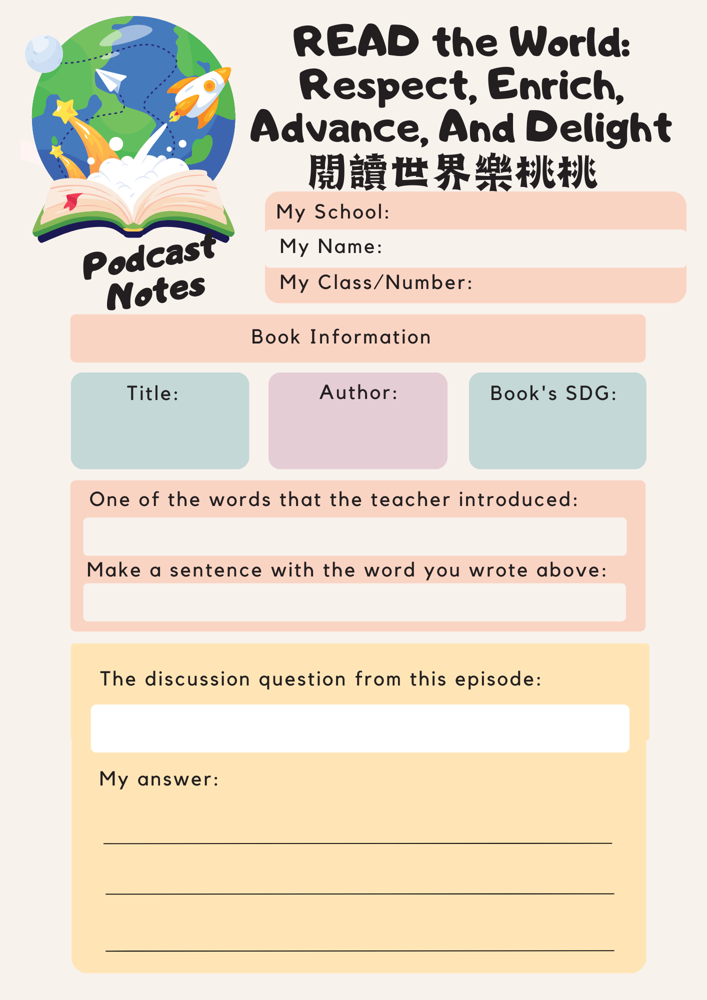 READ the World:
Respect, Enrich,
Advance, And Delight
閱讀世界樂桃桃
My School:
My Name:
My Class/Number:
Podcast
Notes
Book Information
Title:
Author:
Book's SDG:
One of the words that the teacher introduced:
Make a sentence with the word you wrote above:
The discussion question from this episode:
My answer: